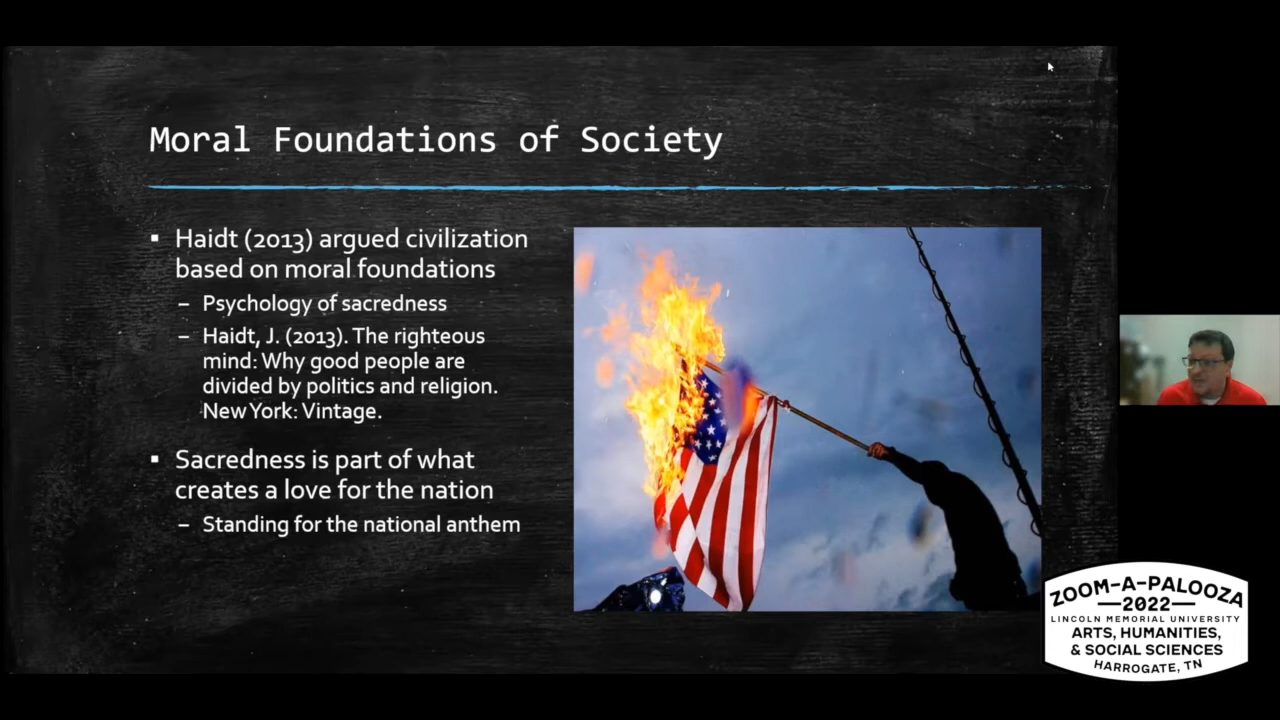 Moral Foundations of Society
▪ Haidt (2013) argued civilization
based on moral foundations
– Psychology of sacredness
– Haidt, J. (2013). The righteous
mind: Why good people are
divided by politics and religion.
New York: Vintage.
▪ Sacredness is part of what
creates a love for the nation
– Standing for the national anthem
ZOOM-A-PALOOZA
—2022—
LINCOLN MEMORIAL UNIVERSITY
ARTS, HUMANITIES,
& SOCIAL SCIENCES
HARROGATE, TN